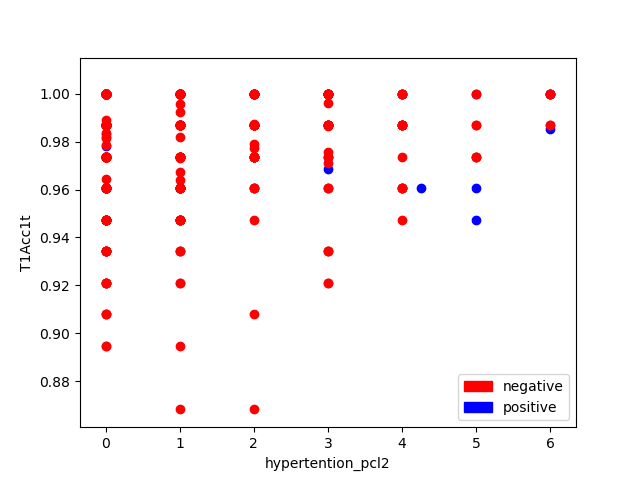 1.00
0.98
0.96
0.94
0.92
0.90
0.88
T1Acc1t
negative
positive
0 1 2 3 4 5 6
hypertention_pcl2